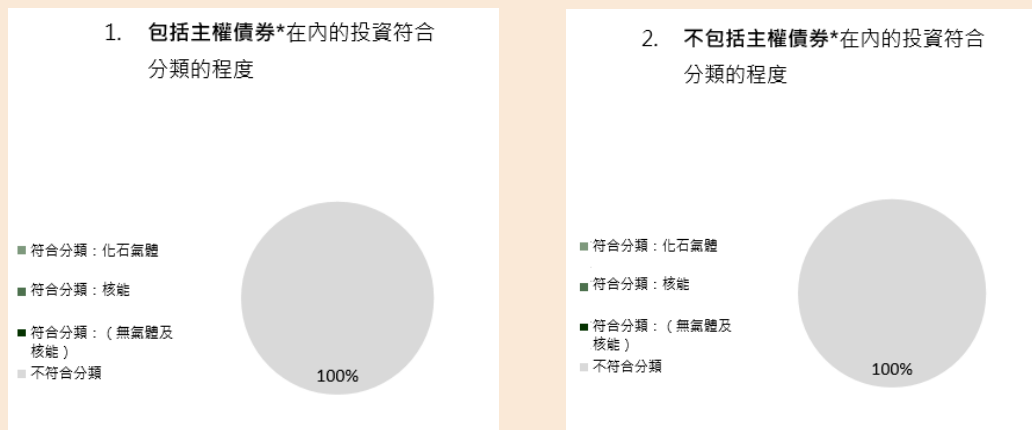 1. 包括主權債券*在內的投資符合
分類的程度
符合分類：化石氣體
符合分類：核能
符合分類：（無氣體及
核能）
不符合分類
100%
2. 不包括主權債券*在內的投資符合
分類的程度
符合分類：化石氣體
符合分類：核能
符合分類：（無氣體及
核能）
不符合分類
100%